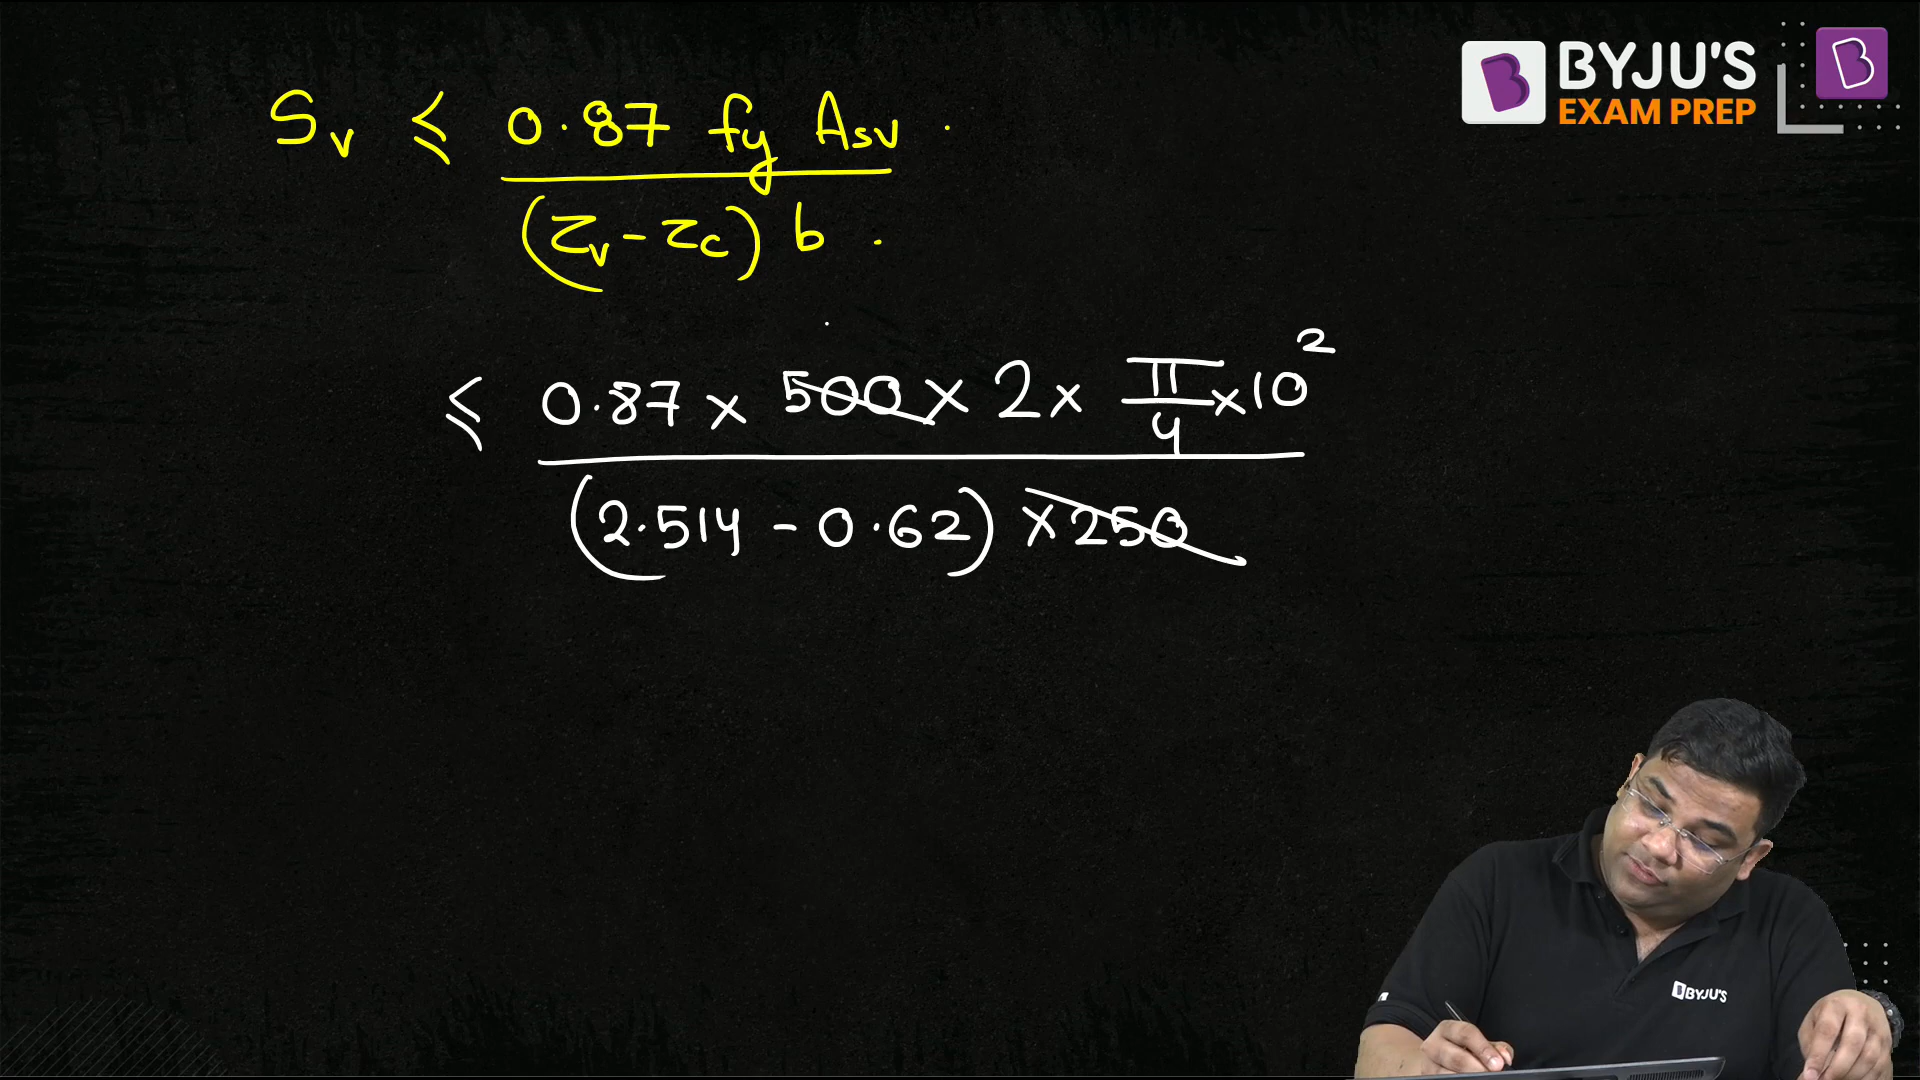 BYJU'S
EXAM PREP
Sv ⩽ 0.87 fy Asv .
(τv - τc) b .
⩽ 0.87 × 500 × 2 × π/4 × 10²
(2.514 - 0.62) × 250
BYJU'S